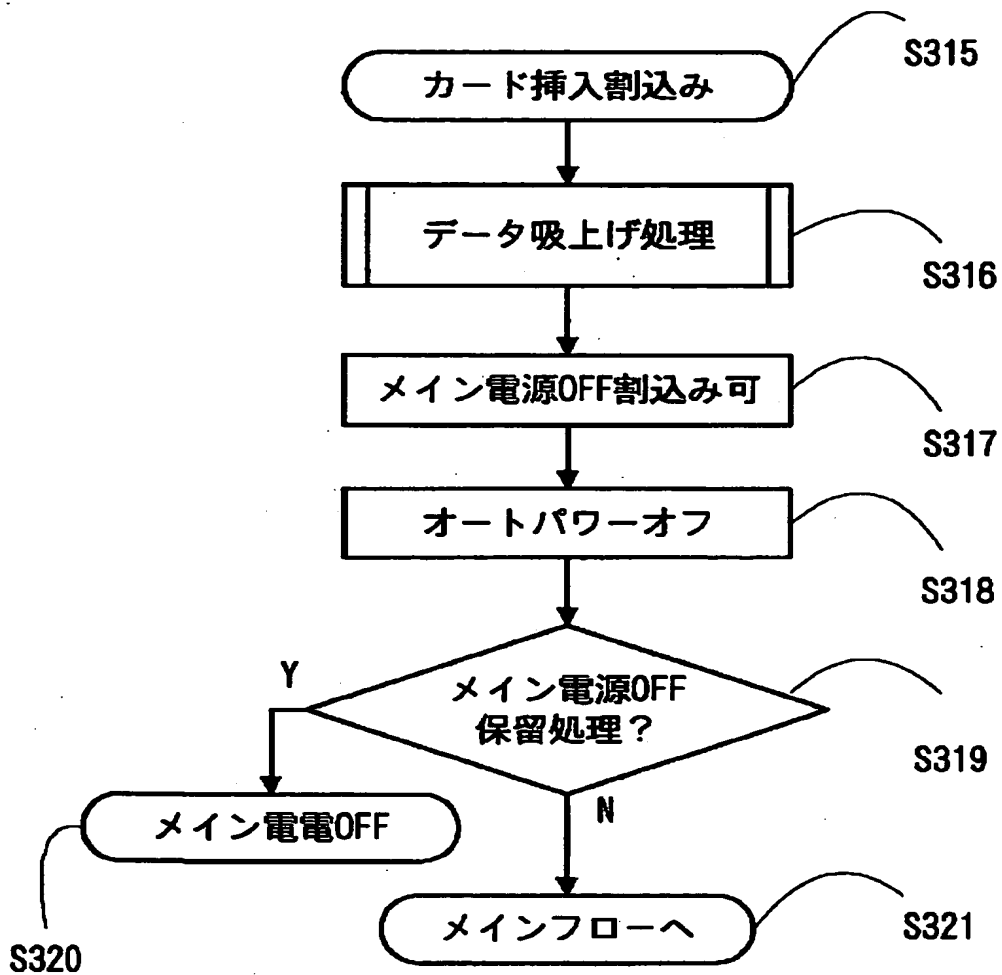 カード挿入割込み
S315
データ吸上げ処理
S316
メイン電源OFF割込み可
S317
オートパワーオフ
S318
メイン電源OFF
保留処理？
S319
Y
N
メイン電電OFF
S320
メインフローへ
S321